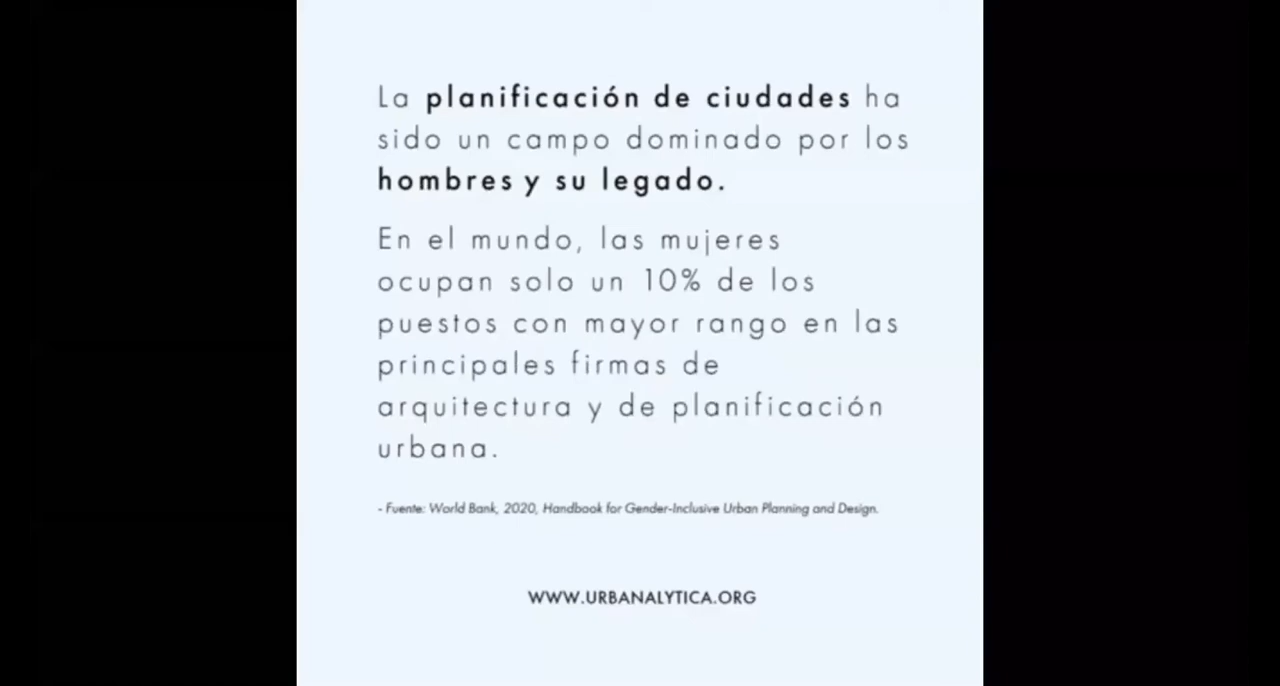 La planificación de ciudades ha
sido un campo dominado por los
hombres y su legado.
En el mundo, las mujeres
ocupan solo un 10% de los
puestos con mayor rango en las
principales firmas de
arquitectura y de planificación
urbana.
- Fuente: World Bank, 2020, Handbook for Gender-Inclusive Urban Planning and Design.
WWW.URBANALYTICA.ORG